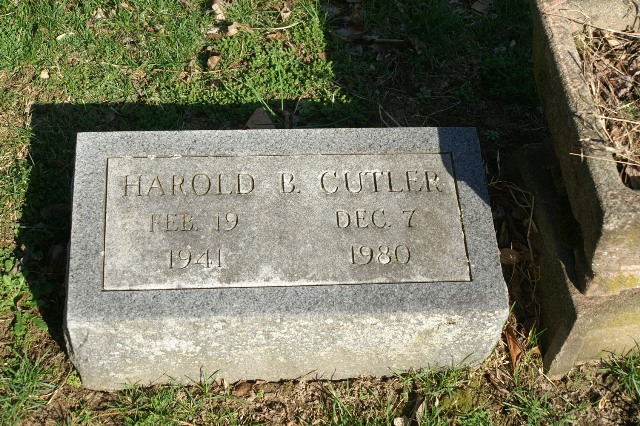 HAROLD B. CUTLER
FEB. 19 DEC. 7
1941 1980